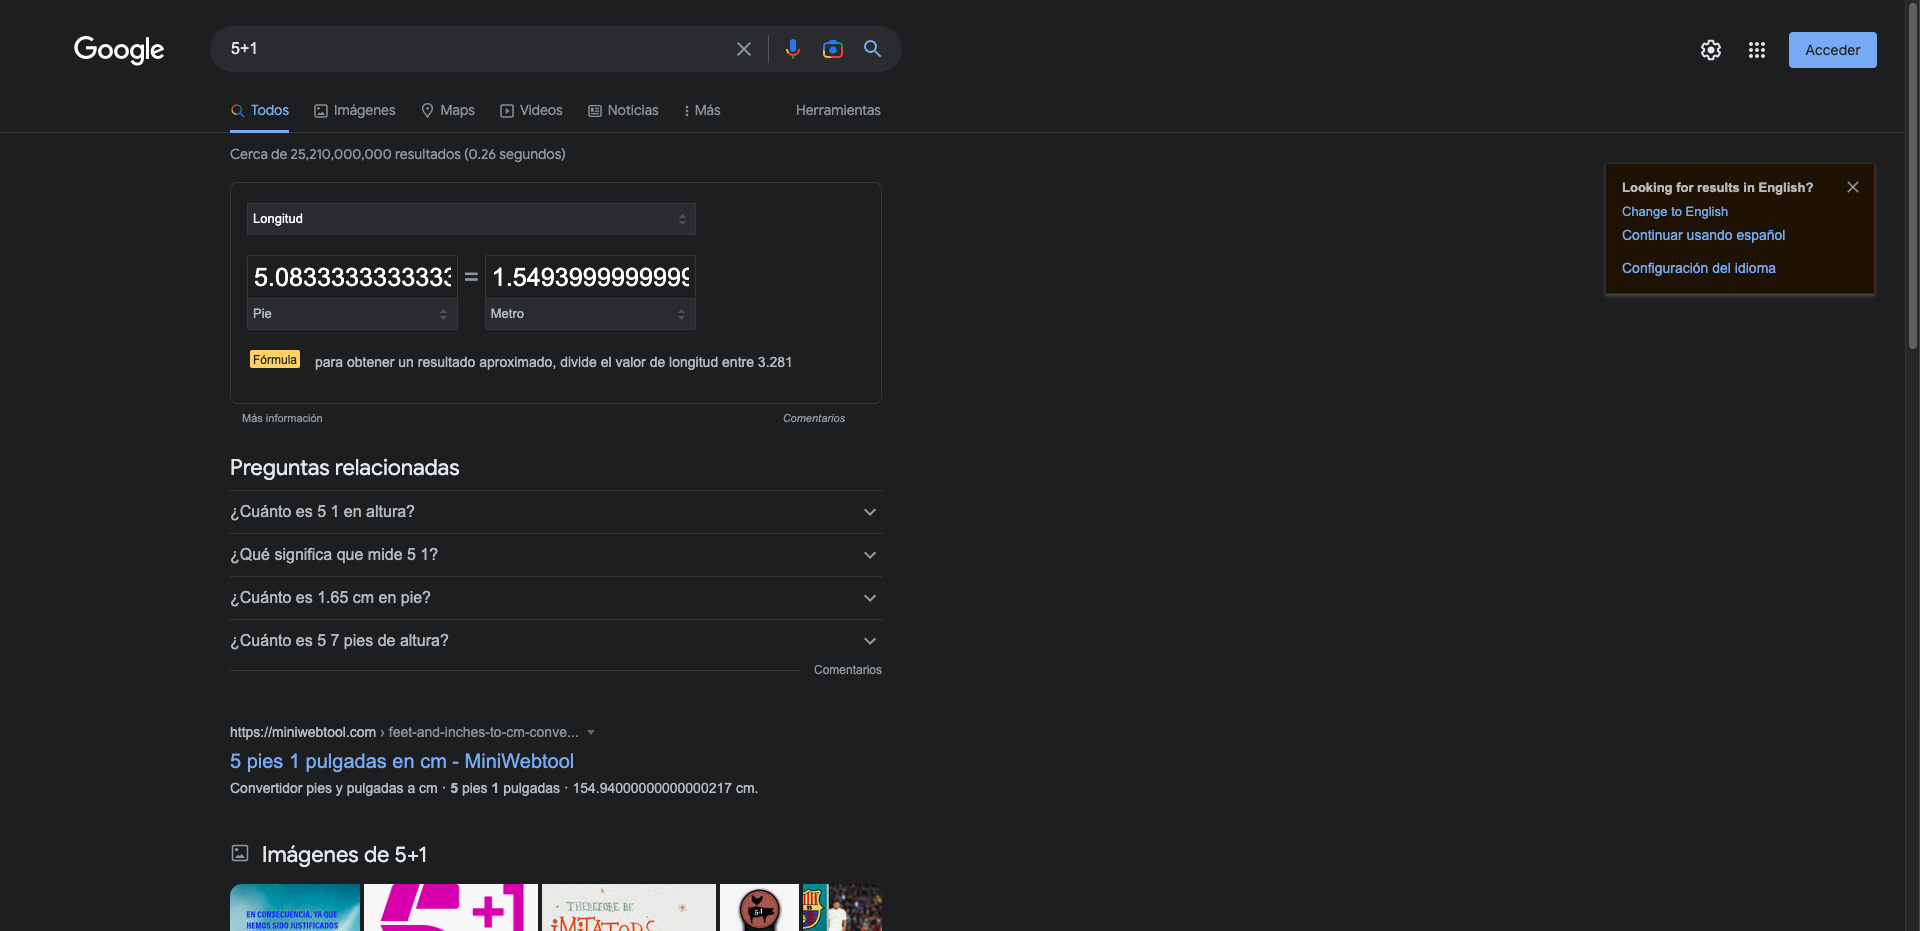 Google
5+1
Acceder
Todos
Imágenes
Maps
Videos
Noticias
Más
Herramientas
Cerca de 25,210,000,000 resultados (0.26 segundos)
Looking for results in English?
Change to English
Continuar usando español
Configuración del idioma
Longitud
5.0833333333333 = 1.5493999999999
Pie
Metro
Fórmula para obtener un resultado aproximado, divide el valor de longitud entre 3.281
Más información
Comentarios
Preguntas relacionadas
¿Cuánto es 5 1 en altura?
¿Qué significa que mide 5 1?
¿Cuánto es 1.65 cm en pie?
¿Cuánto es 5 7 pies de altura?
Comentarios
https://miniwebtool.com › feet-and-inches-to-cm-conve...
5 pies 1 pulgadas en cm - MiniWebtool
Convertidor pies y pulgadas a cm · 5 pies 1 pulgadas · 154.94000000000000217 cm.
Imágenes de 5+1
EN CONSECUENCIA, YA QUE
HEMOS SIDO JUSTIFICADOS
5+1
THEREFORE BE
iMITATORS
5+1